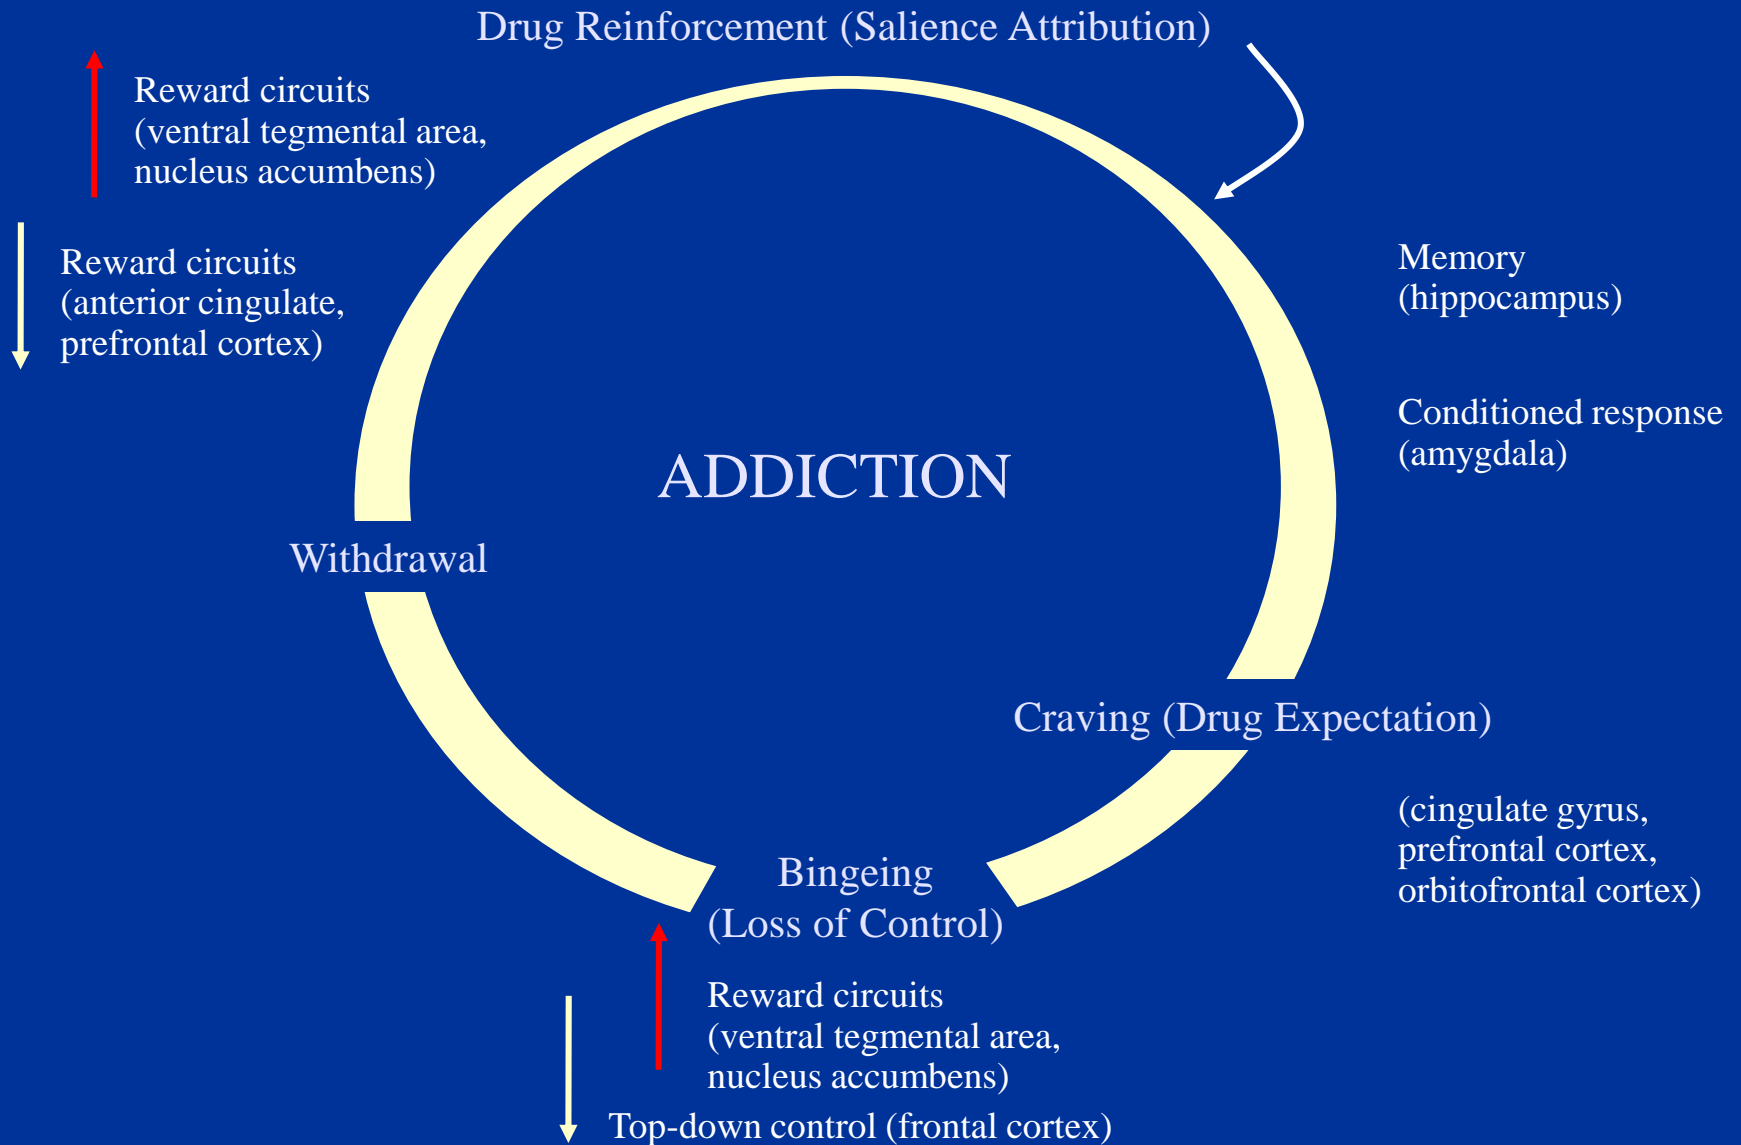 Drug Reinforcement (Salience Attribution)
Reward circuits
(ventral tegmental area,
nucleus accumbens)
Reward circuits
(anterior cingulate,
prefrontal cortex)
Memory
(hippocampus)
Conditioned response
(amygdala)
ADDICTION
Withdrawal
Craving (Drug Expectation)
(cingulate gyrus,
prefrontal cortex,
orbitofrontal cortex)
Bingeing
(Loss of Control)
Reward circuits
(ventral tegmental area,
nucleus accumbens)
Top-down control (frontal cortex)